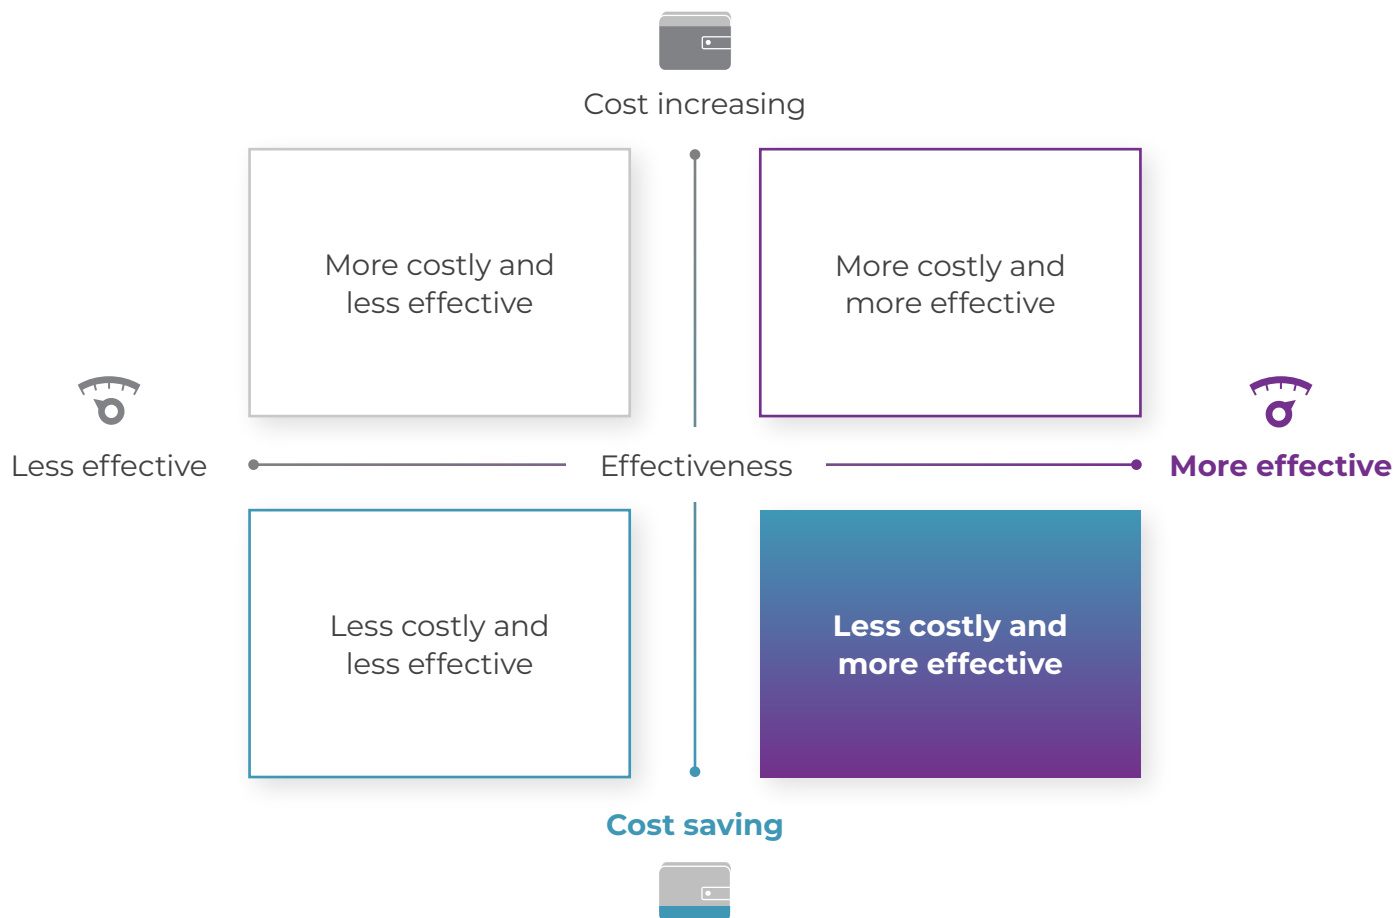 Cost increasing
More costly and
less effective
More costly and
more effective
Less effective
Effectiveness
More effective
Less costly and
less effective
Less costly and
more effective
Cost saving